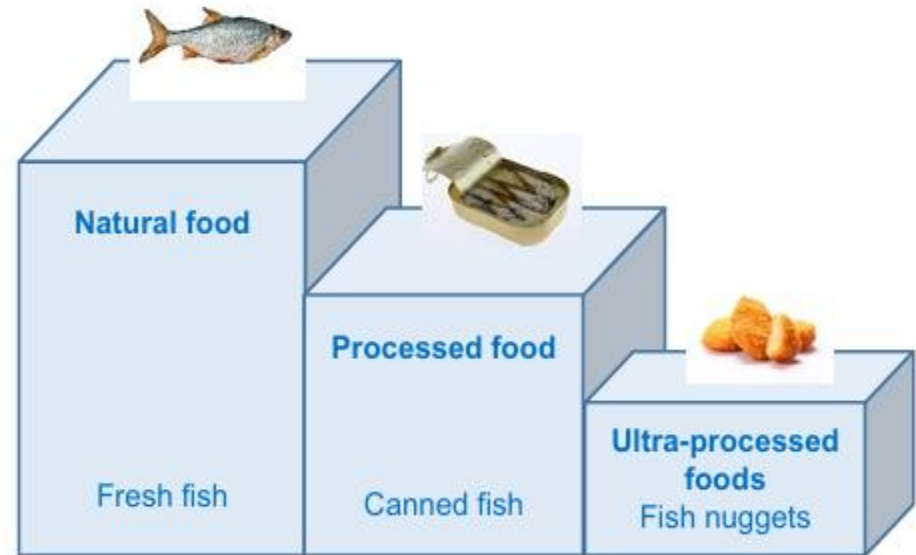 Natural food
Fresh fish
Processed food
Canned fish
Ultra-processed
foods
Fish nuggets